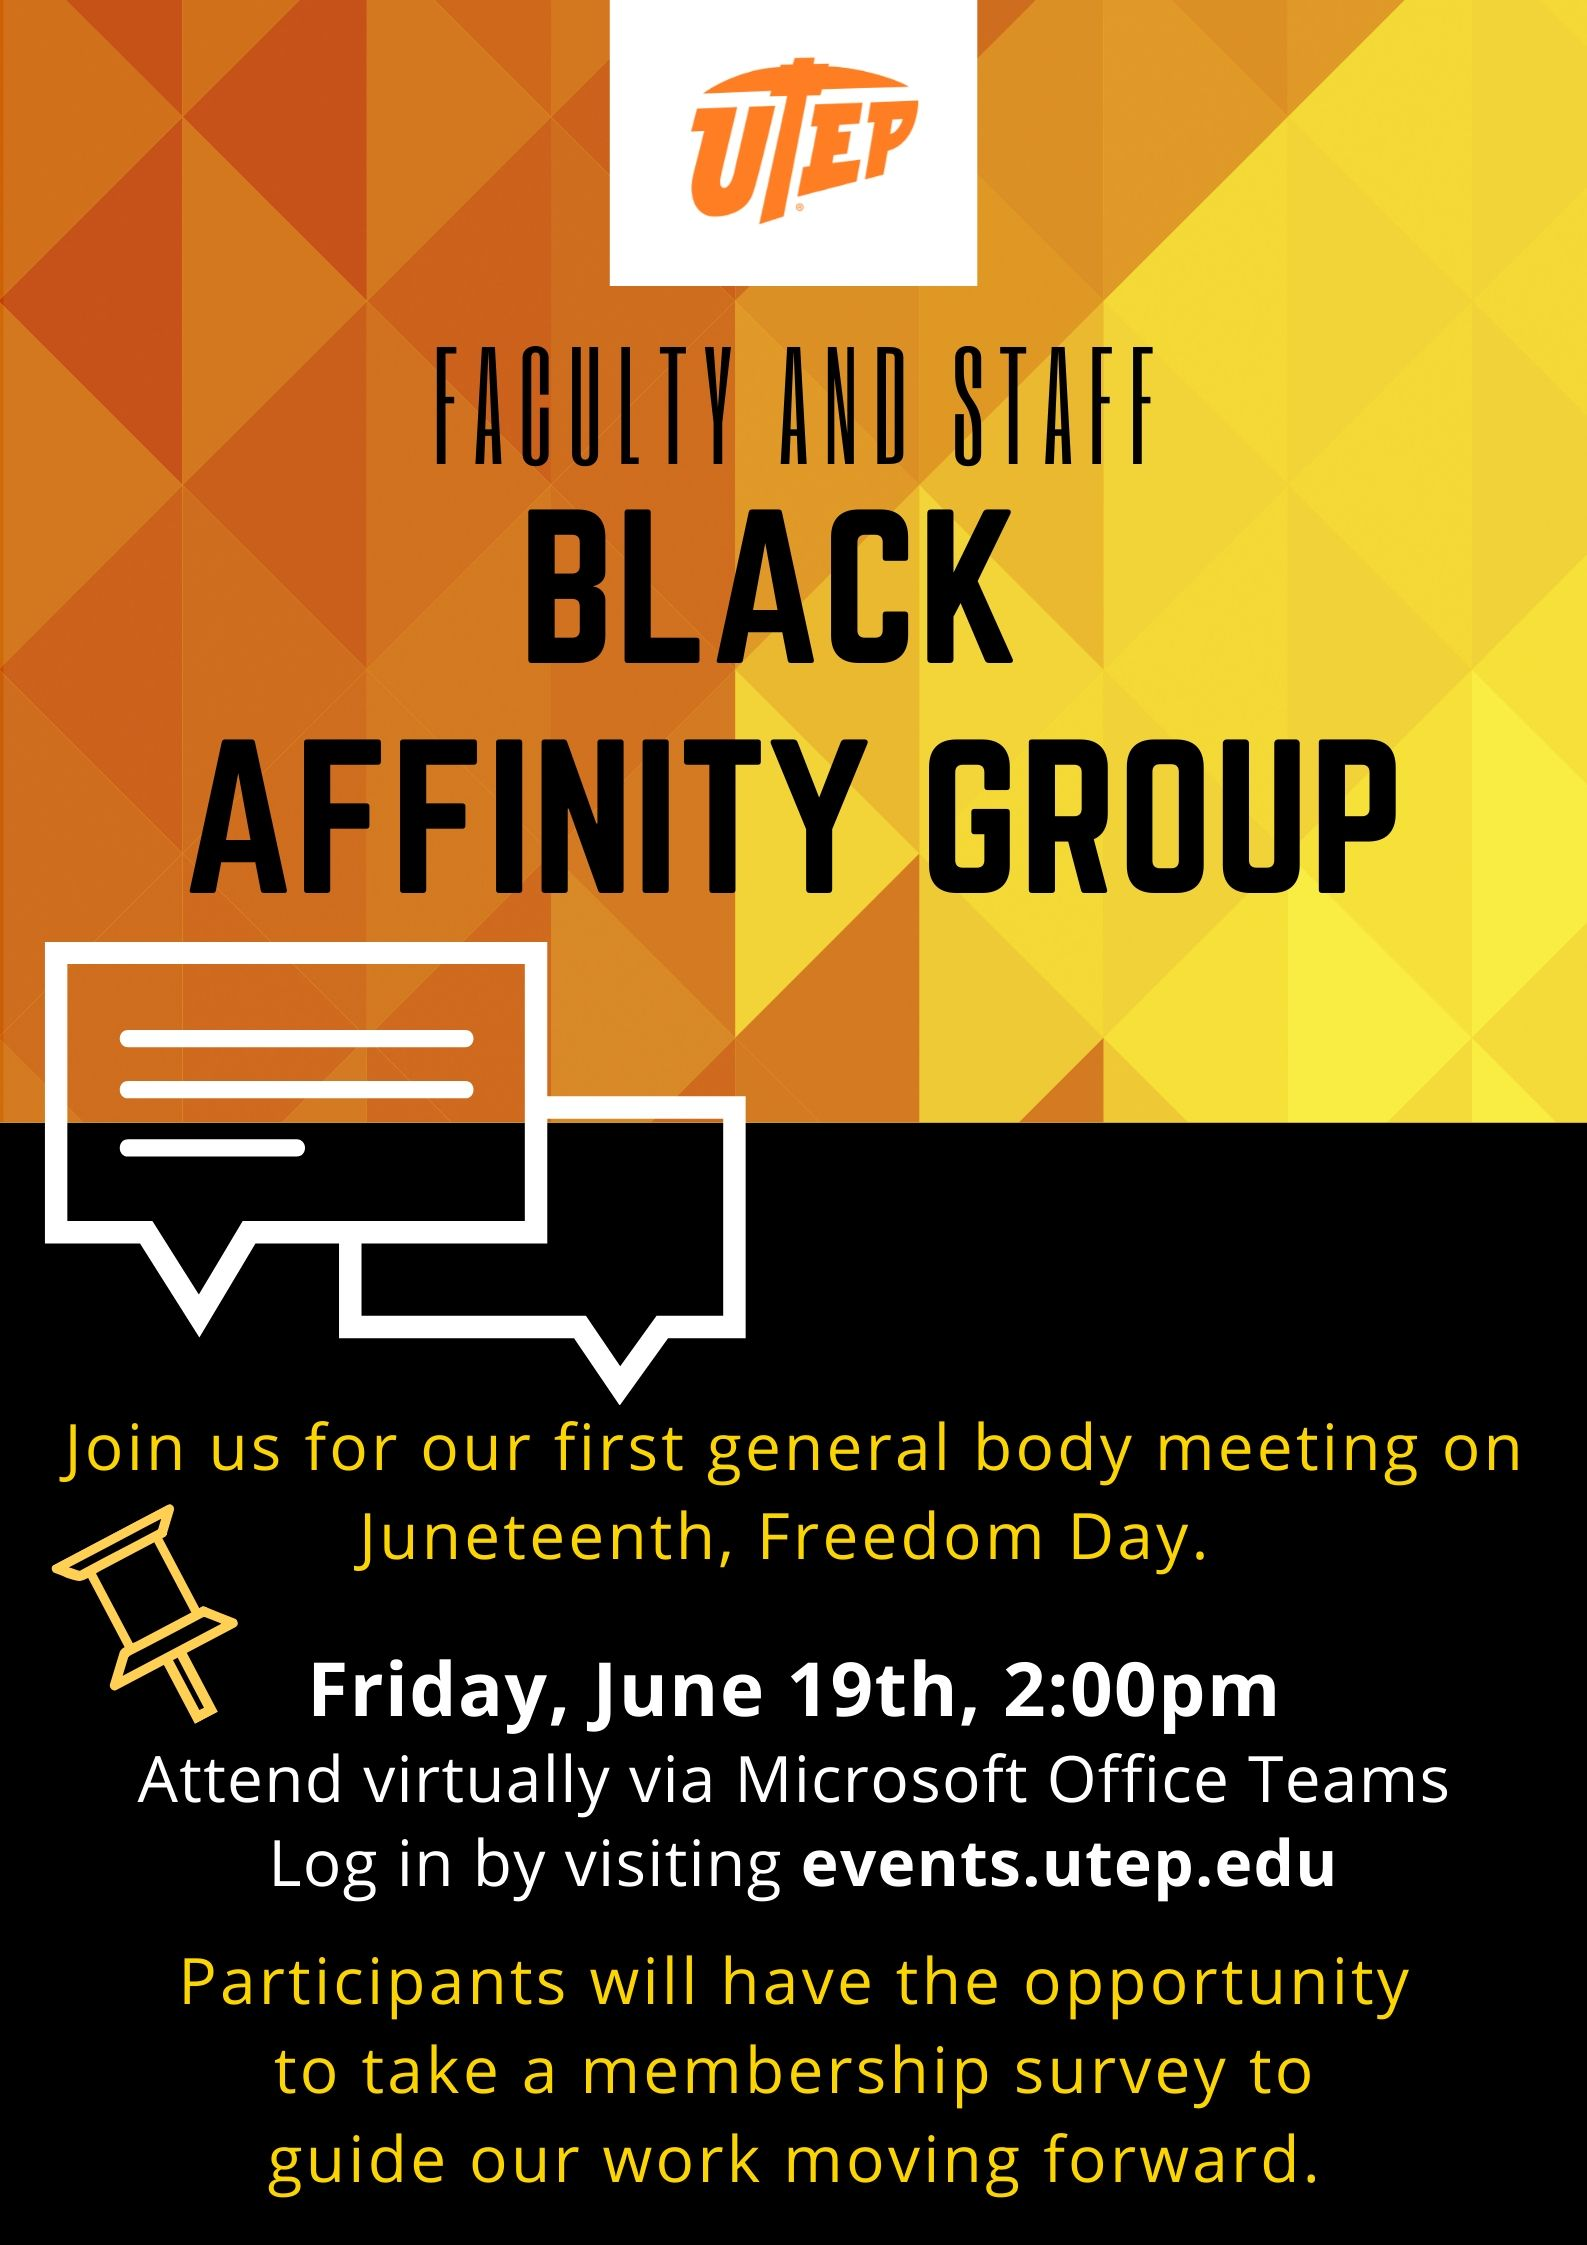 UTEP
FACULTY AND STAFF
BLACK
AFFINITY GROUP
Join us for our first general body meeting on
Juneteenth, Freedom Day.
Friday, June 19th, 2:00pm
Attend virtually via Microsoft Office Teams
Log in by visiting events.utep.edu
Participants will have the opportunity
to take a membership survey to
guide our work moving forward.